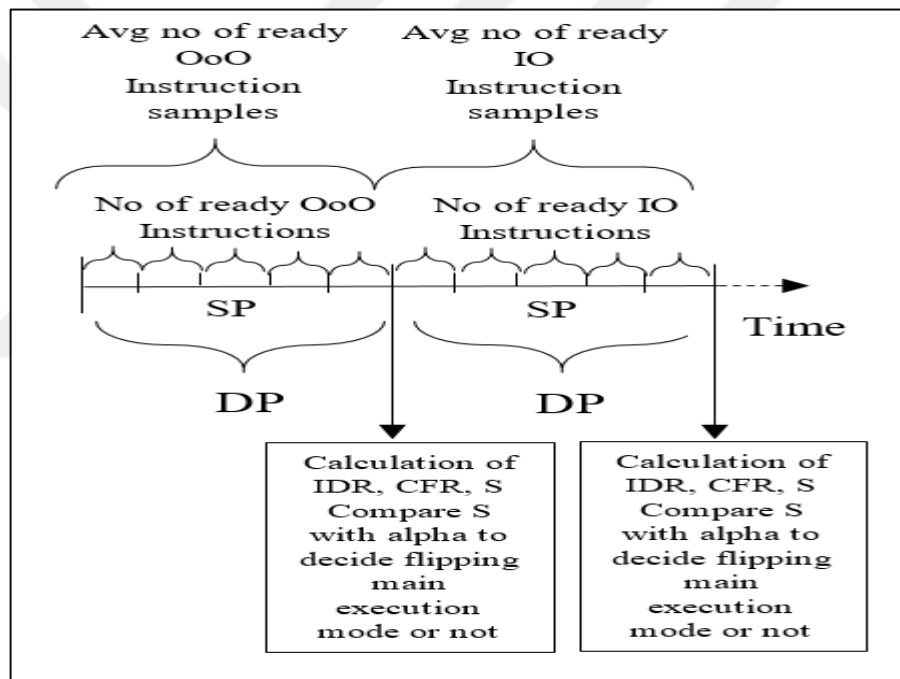 Avg no of ready
OoO
Instruction
samples
Avg no of ready
IO
Instruction
samples
No of ready OoO
Instructions
No of ready IO
Instructions
SP
SP
Time
DP
DP
Calculation of
IDR, CFR, S
Compare S
with alpha to
decide flipping
main
execution
mode or not
Calculation of
IDR, CFR, S
Compare S
with alpha to
decide flipping
main
execution
mode or not